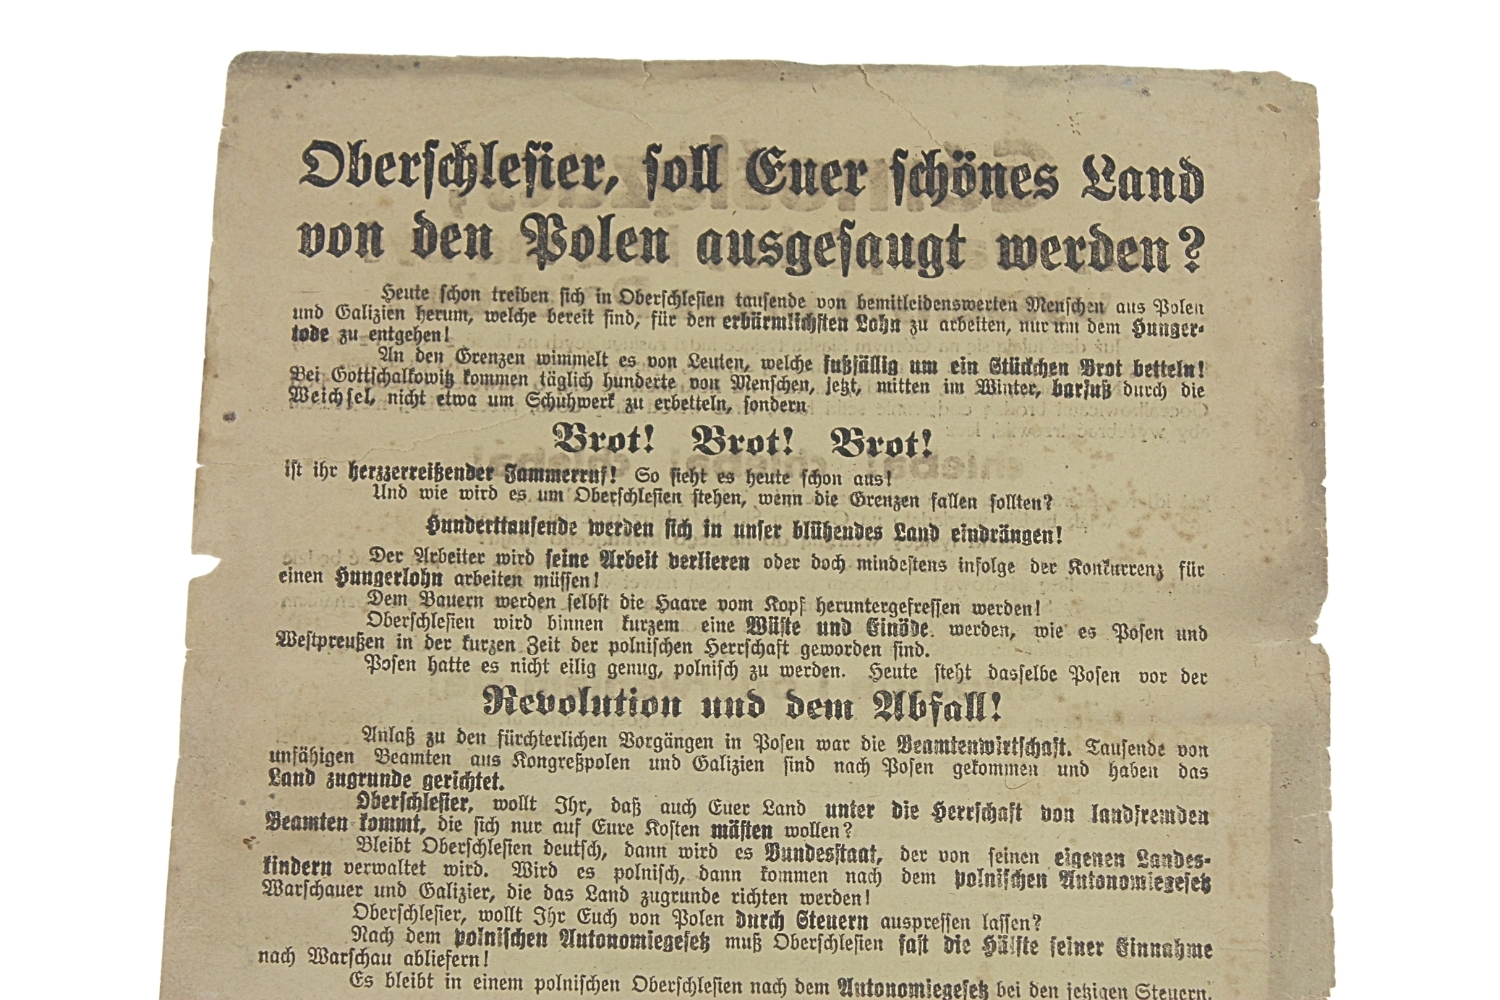 Oberschlesier, soll Euer schönes Land
von den Polen ausgesaugt werden?
Heute schon treiben sich in Oberschlesien tausende von bemitleidenswerten Menschen aus Polen
und Galizien herum, welche bereit sind, für den erbärmlichsten Lohn zu arbeiten, nur um dem Hunger-
tode zu entgehen!
An den Grenzen wimmelt es von Leuten, welche fußfällig um ein Stückchen Brot betteln!
Bei Gottschalkowitz kommen täglich hunderte von Menschen, jetzt, mitten im Winter, barfuß durch die
Weichsel, nicht etwa um Schuhwerk zu erbetteln, sondern
Brot! Brot! Brot!
ist ihr herzzerreißender Jammerruf! So sieht es heute schon aus!
Und wie wird es um Oberschlesien stehen, wenn die Grenzen fallen sollten?
Hunderttausende werden sich in unser blühendes Land eindrängen!
Der Arbeiter wird seine Arbeit verlieren oder doch mindestens infolge der Konkurrenz für
einen Hungerlohn arbeiten müssen!
Dem Bauern werden selbst die Haare vom Kopf heruntergefressen werden!
Oberschlesien wird binnen kurzem eine Wüste und Einöde werden, wie es Posen und
Westpreußen in der kurzen Zeit der polnischen Herrschaft geworden sind.
Posen hatte es nicht eilig genug, polnisch zu werden. Heute steht dasselbe Posen vor der
Revolution und dem Abfall!
Anlaß zu den fürchterlichen Vorgängen in Posen war die Beamtenwirtschaft. Tausende von
unfähigen Beamten aus Kongreßpolen und Galizien sind nach Posen gekommen und haben das
Land zugrunde gerichtet.
Oberschlesier, wollt Ihr, daß auch Euer Land unter die Herrschaft von landfremden
Beamten kommt, die sich nur auf Eure Kosten mästen wollen?
Bleibt Oberschlesien deutsch, dann wird es Bundesstaat, der von seinen eigenen Landes-
kindern verwaltet wird. Wird es polnisch, dann kommen nach dem polnischen Autonomiegesetz
Warschauer und Galizier, die das Land zugrunde richten werden!
Oberschlesier, wollt Ihr Euch von Polen durch Steuern auspressen lassen?
Nach dem polnischen Autonomiegesetz muß Oberschlesien fast die Hälfte seiner Einnahme
nach Warschau abliefern!
Es bleibt in einem polnischen Oberschlesien nach dem Autonomiegesetz bei den jetzigen Steuern.